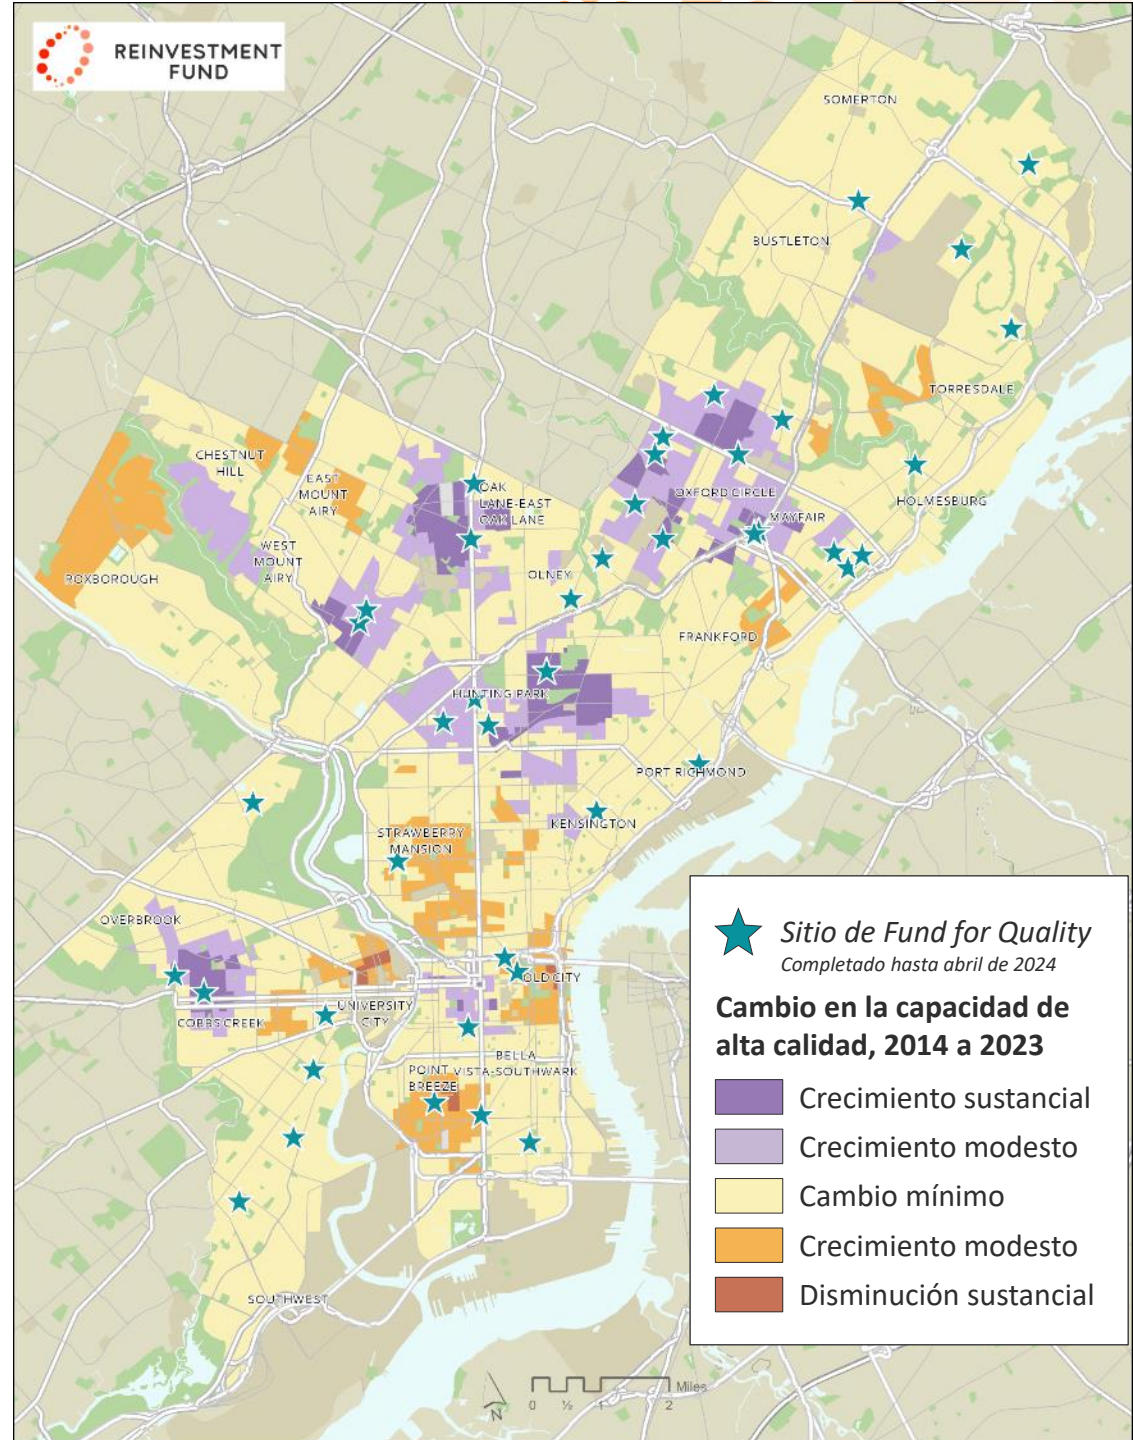 REINVESTMENT
FUND
SOMERTON
BUSTLETON
TORRESDALE
CHESTNUT
HILL
EAST
MOUNT
AIRY
OAK
LANE-EAST
OAK LANE
OXFORD CIRCLE
HOLMESBURG
MAYFAIR
WEST
MOUNT
AIRY
ROXBOROUGH
OLNEY
FRANKFORD
HUNTING PARK
PORT RICHMOND
KENSINGTON
STRAWBERRY
MANSION
OVERBROOK
OLD CITY
UNIVERSITY
CITY
COBBS CREEK
BELLA
VISTA-SOUTHWARK
POINT
BREEZE
SOUTHWEST
Sitio de Fund for Quality
Completado hasta abril de 2024
Cambio en la capacidad de
alta calidad, 2014 a 2023
Crecimiento sustancial
Crecimiento modesto
Cambio mínimo
Crecimiento modesto
Disminución sustancial
N
0 ½ 1 2 Miles